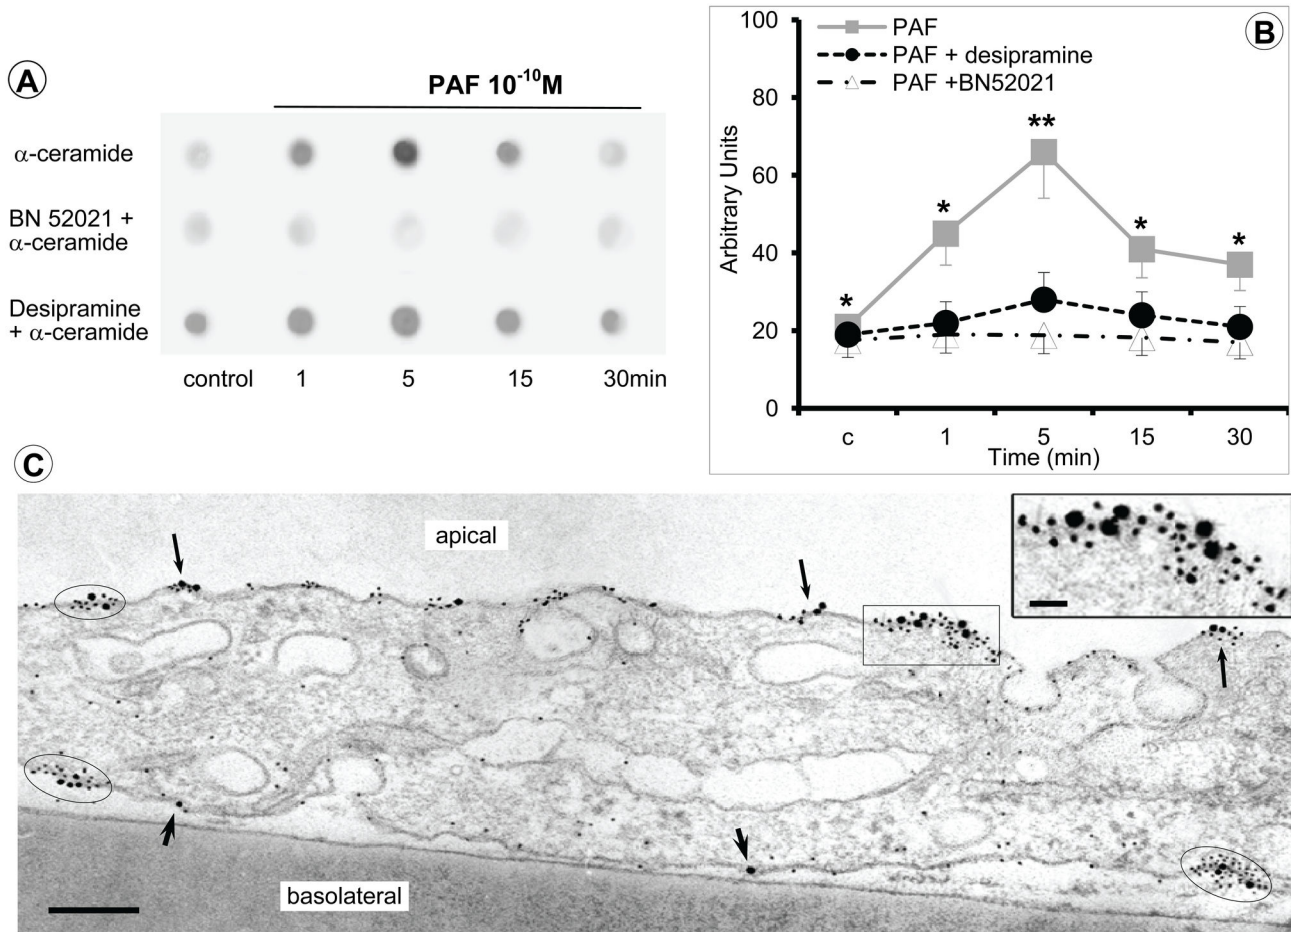 A
PAF 10⁻¹⁰M
α-ceramide
BN 52021 +
α-ceramide
Desipramine
+ α-ceramide
control 1 5 15 30min
B
PAF
PAF + desipramine
PAF +BN52021
Arbitrary Units
100
80
60
40
20
0
*
*
**
*
*
c 1 5 15 30
Time (min)
C
apical
basolateral